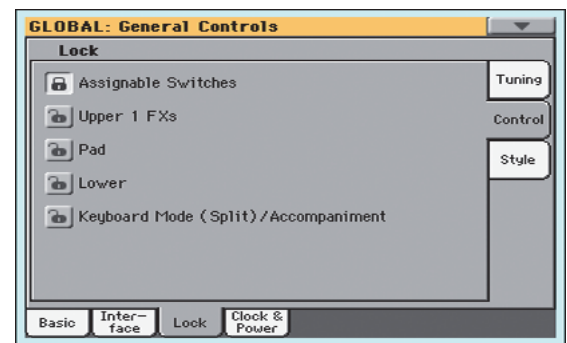 GLOBAL: General Controls
Lock
Assignable Switches
Upper 1 FXs
Pad
Lower
Keyboard Mode (Split)/Accompaniment
Tuning
Control
Style
Basic
Inter-
face
Lock
Clock &
Power